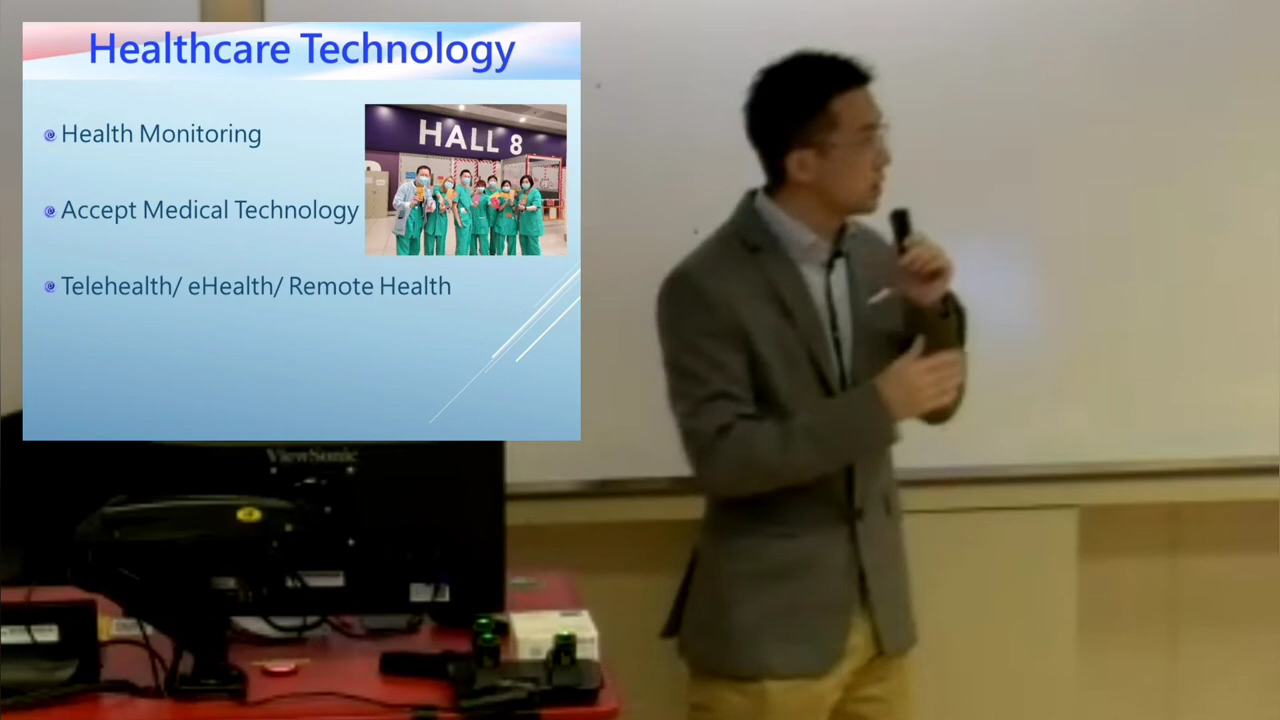 Healthcare Technology
Health Monitoring
HALL 8
Accept Medical Technology
Telehealth/ eHealth/ Remote Health
ViewSonic